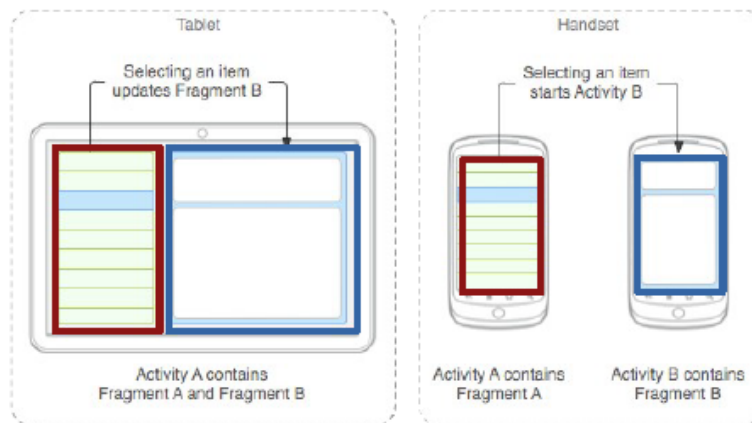 Tablet
Selecting an item
updates Fragment B
Activity A contains
Fragment A and Fragment B
Handset
Selecting an item
starts Activity B
Activity A contains
Fragment A
Activity B contains
Fragment B